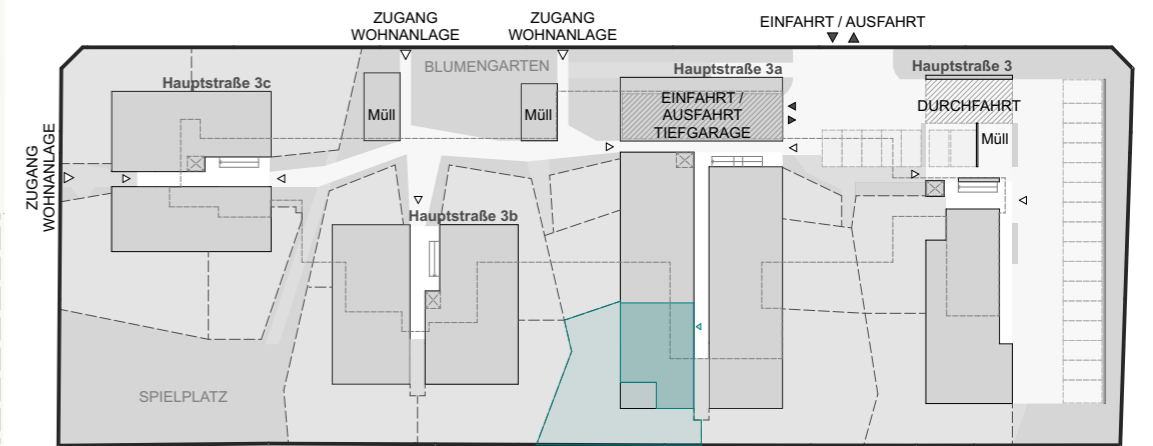 ZUGANG
WOHNANLAGE
ZUGANG
WOHNANLAGE
EINFAHRT / AUSFAHRT
BLUMENGARTEN
Hauptstraße 3c
Hauptstraße 3a
Hauptstraße 3
Müll
Müll
EINFAHRT /
AUSFAHRT
TIEFGARAGE
DURCHFAHRT
Müll
ZUGANG
WOHNANLAGE
Hauptstraße 3b
SPIELPLATZ